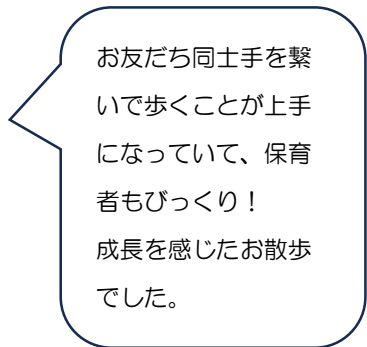 お友だち同士手を繋
いで歩くことが上手
になっていて、保育
者もびっくり！
成長を感じたお散歩
でした。